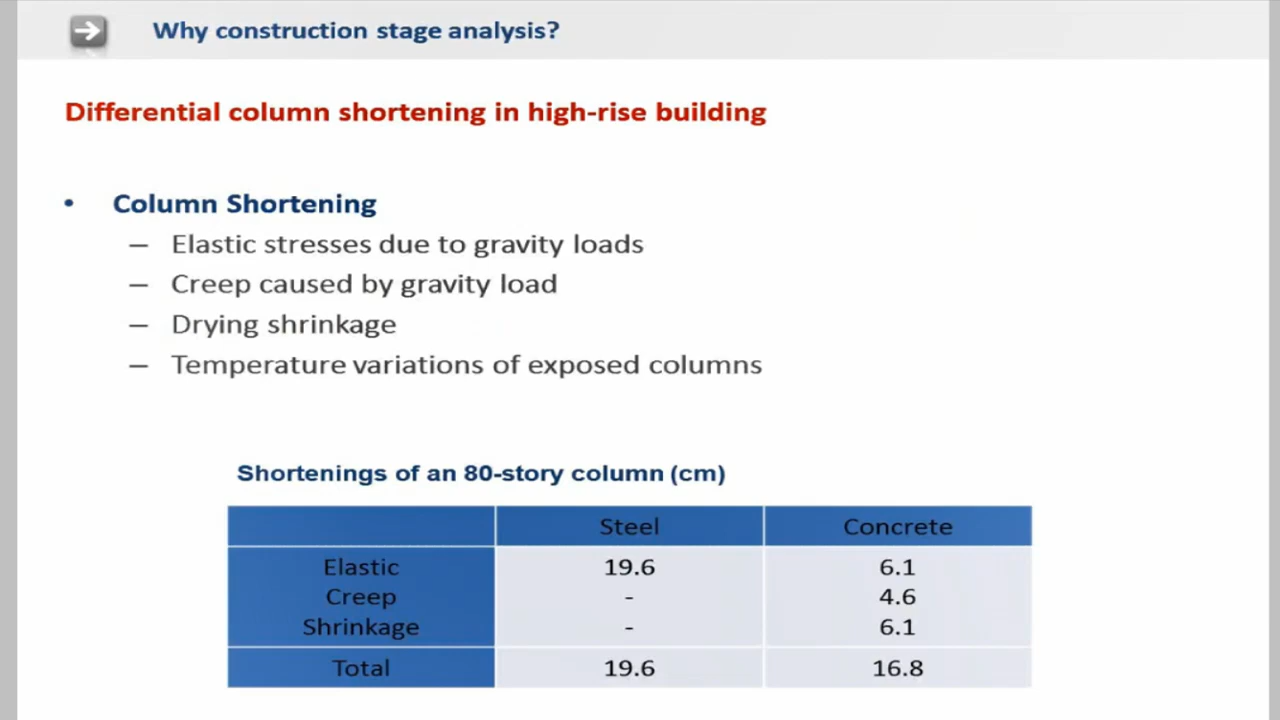 Why construction stage analysis?
Differential column shortening in high-rise building
• Column Shortening
– Elastic stresses due to gravity loads
– Creep caused by gravity load
– Drying shrinkage
– Temperature variations of exposed columns
Shortenings of an 80-story column (cm)
Steel Concrete
Elastic 19.6 6.1
Creep - 4.6
Shrinkage - 6.1
Total 19.6 16.8